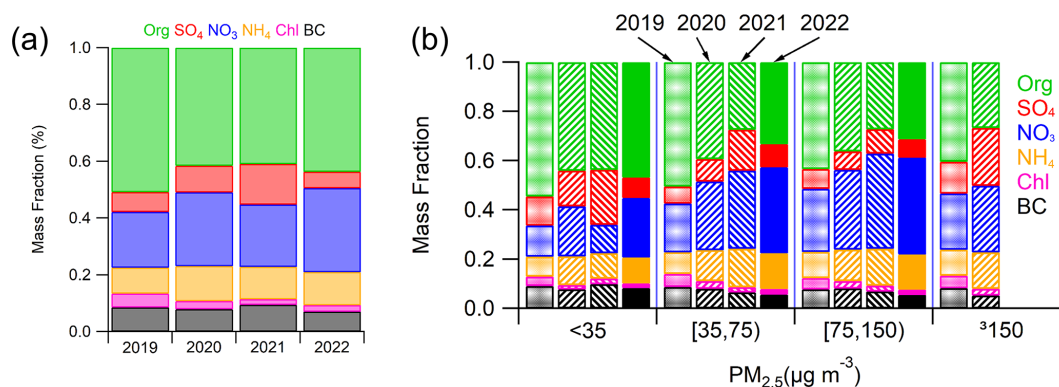 (a)
Org SO₄ NO₃ NH₄ Chl BC
Mass Fraction (%)
1.0
0.8
0.6
0.4
0.2
0.0
2019 2020 2021 2022
(b)
2019 2020 2021 2022
Mass Fraction
1.0
0.8
0.6
0.4
0.2
0.0
Org
SO₄
NO₃
NH₄
Chl
BC
<35 [35,75) [75,150) ³150
PM₂.₅(µg m⁻³)